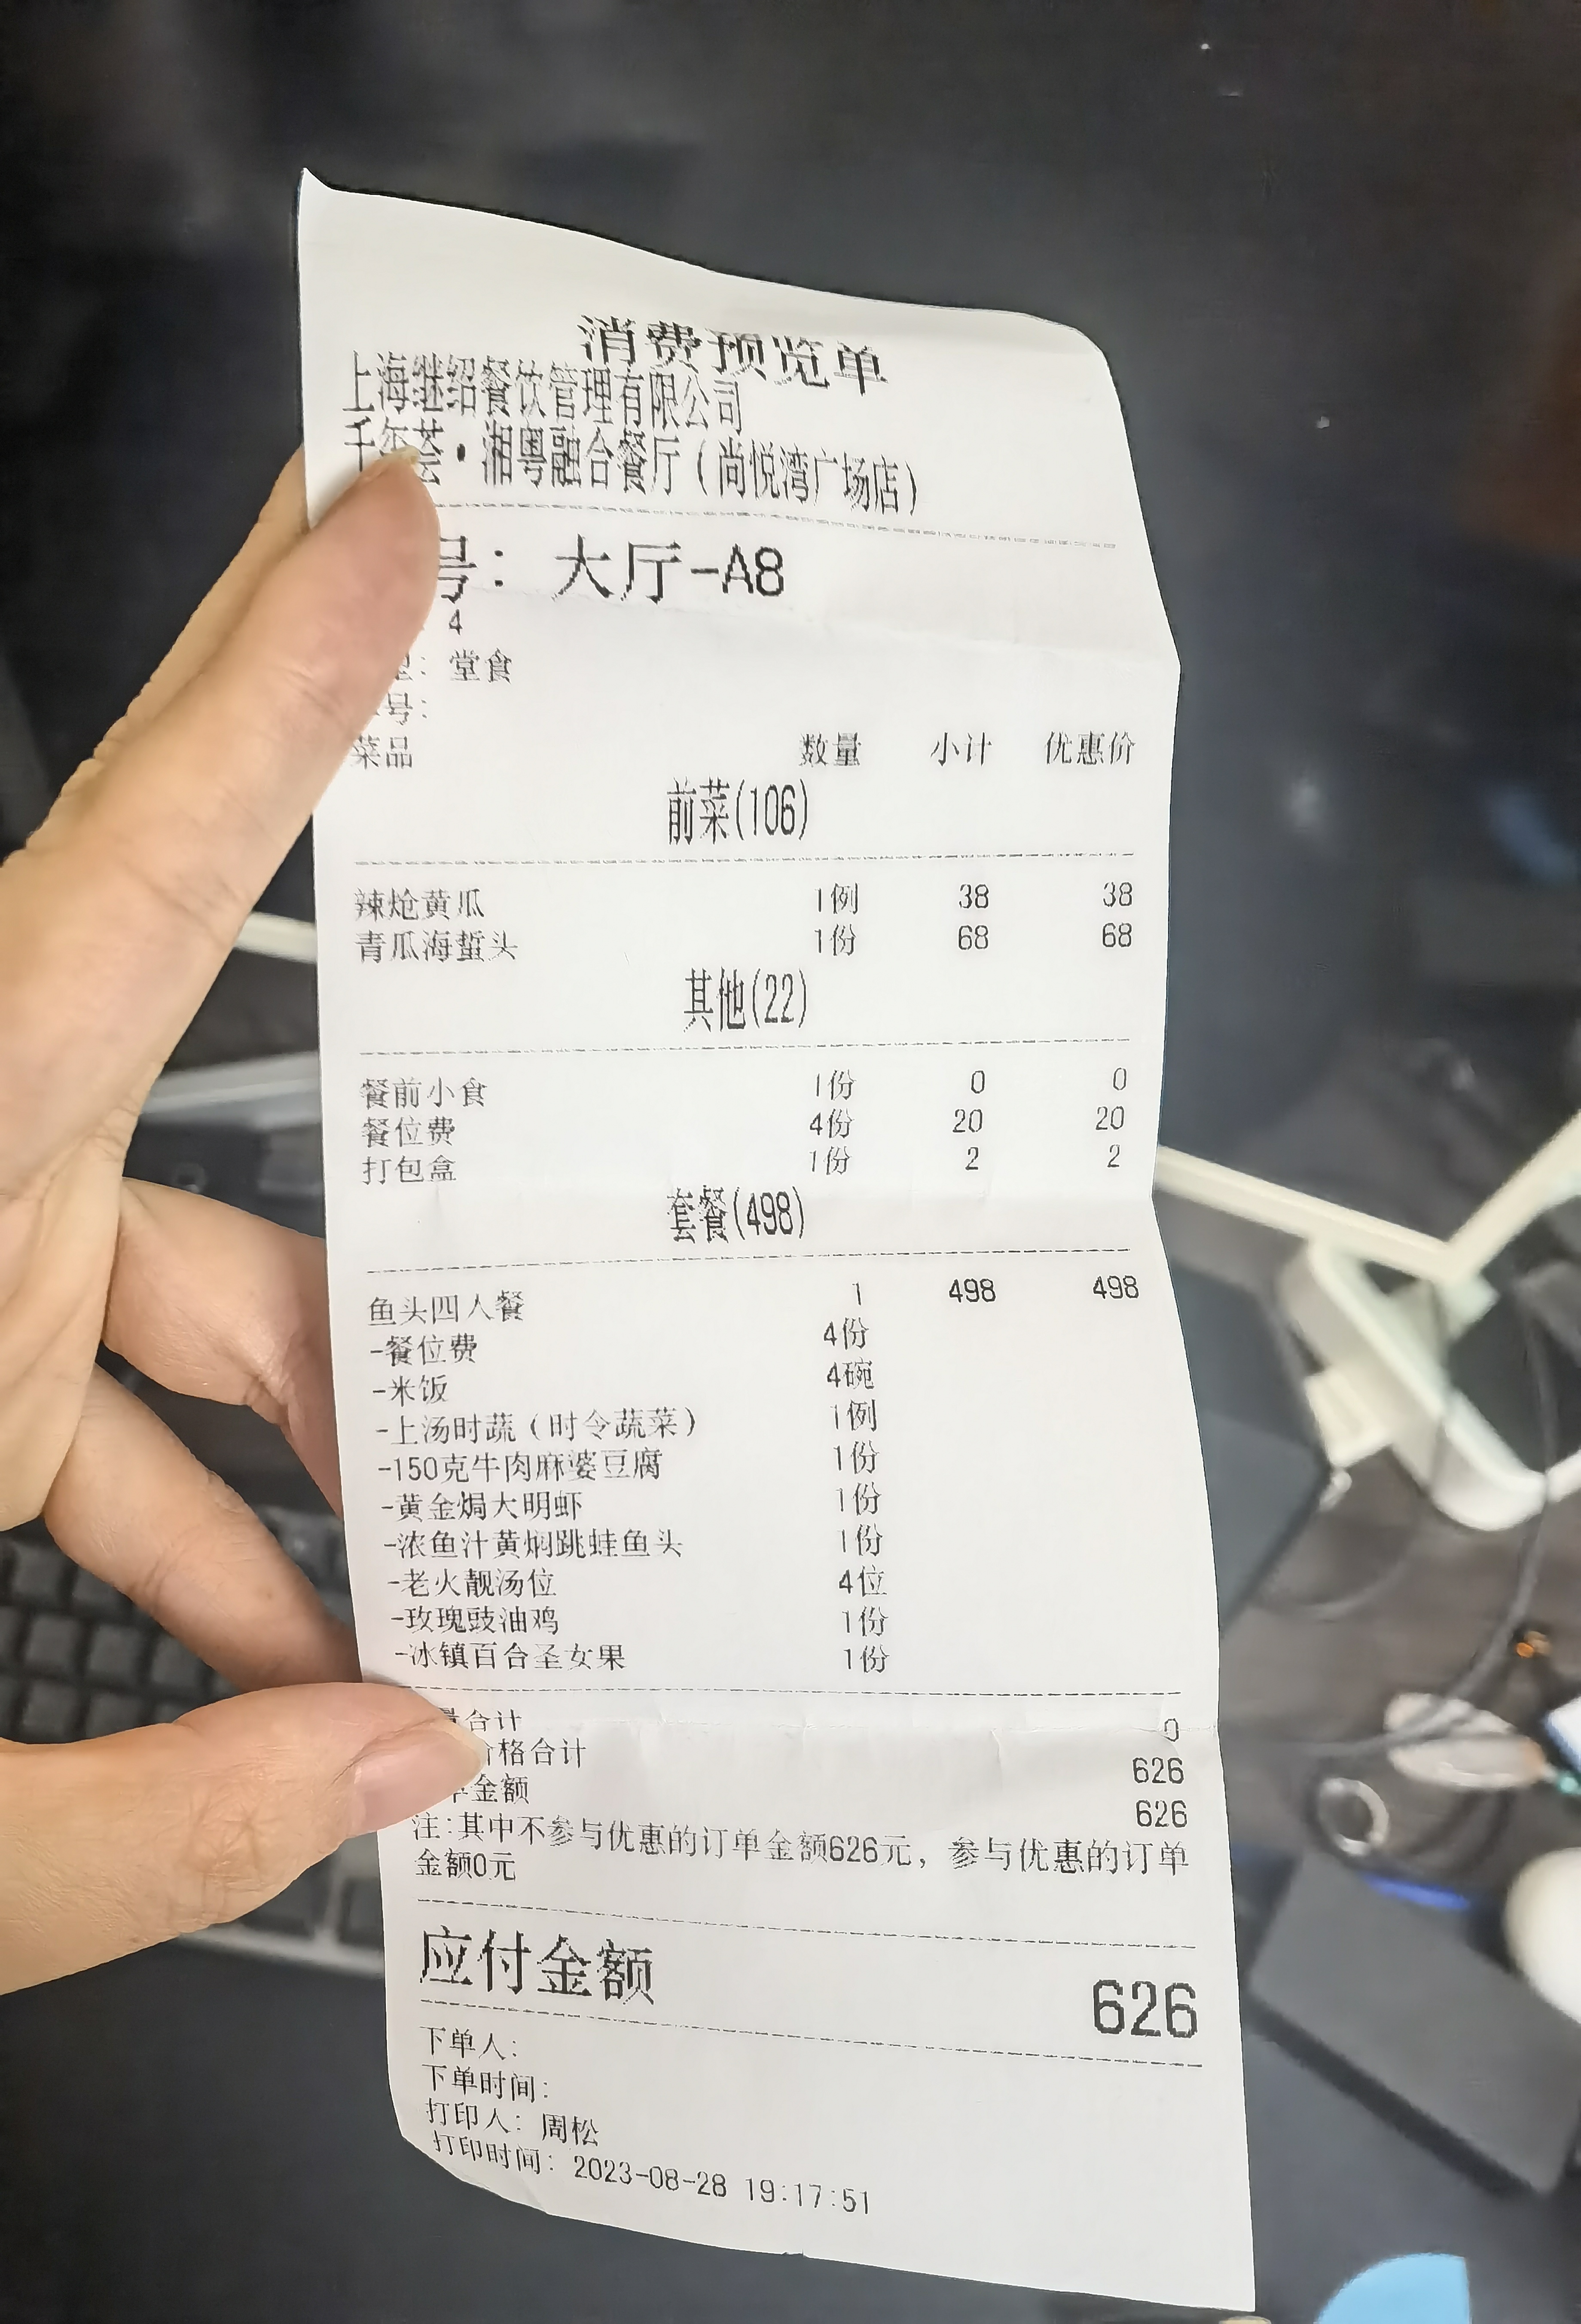 消费预览单
上海继绍餐饮管理有限公司
千年荟·湘粤融合餐厅（尚悦湾广场店）
号: 大厅-A8
4
型: 堂食
号:
菜品 数量 小计 优惠价
前菜(106)
辣炝黄瓜 1例 38 38
青瓜海蜇头 1份 68 68
其他(22)
餐前小食 1份 0 0
餐位费 4份 20 20
打包盒 1份 2 2
套餐(498)
鱼头四人餐 1 498 498
-餐位费 4份
-米饭 4碗
-上汤时蔬（时令蔬菜） 1例
-150克牛肉麻婆豆腐 1份
-黄金焗大明虾 1份
-浓鱼汁黄焖跳蛙鱼头 1份
-老火靓汤位 4位
-玫瑰豉油鸡 1份
-冰镇百合圣女果 1份
量合计 0
价格合计 626
金额 626
注:其中不参与优惠的订单金额626元，参与优惠的订单
金额0元
应付金额 626
下单人:
下单时间:
打印人: 周松
打印时间: 2023-08-28 19:17:51